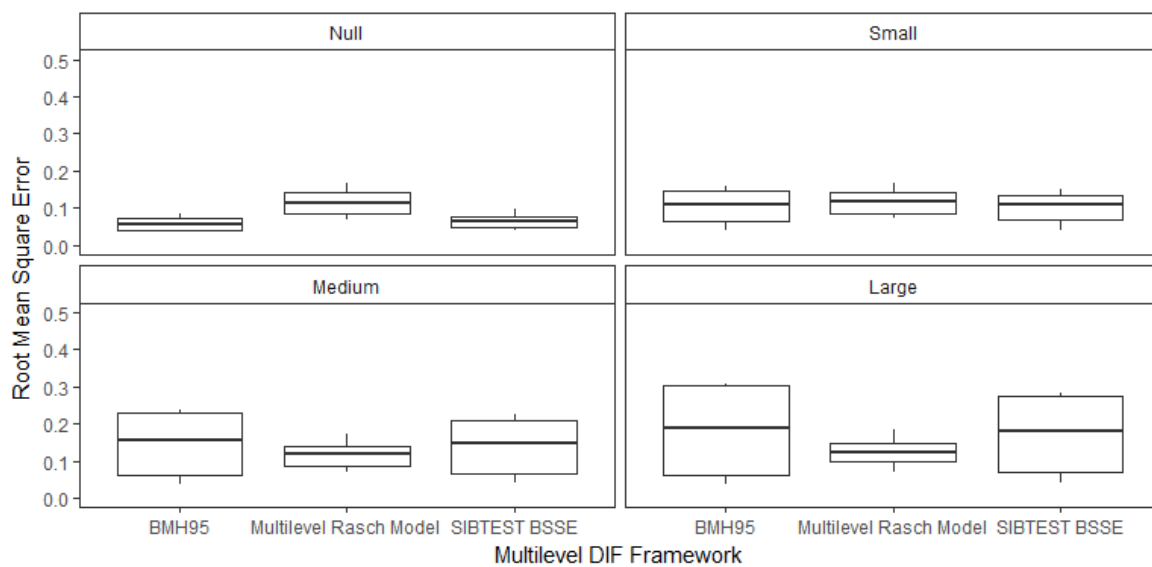 Null
Small
0.5
0.4
0.3
0.2
0.1
0.0
Medium
Large
0.5
0.4
0.3
0.2
0.1
0.0
Root Mean Square Error
BMH95 Multilevel Rasch Model SIBTEST BSSE
BMH95 Multilevel Rasch Model SIBTEST BSSE
Multilevel DIF Framework